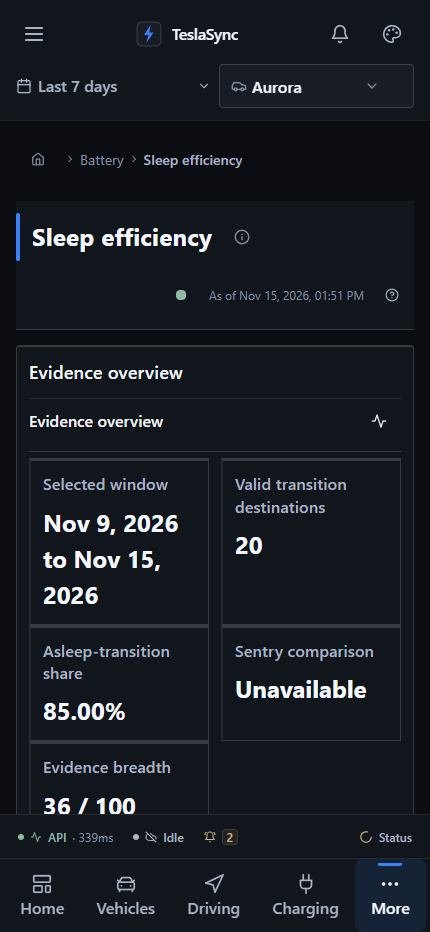 TeslaSync
Last 7 days
Aurora
Battery
Sleep efficiency
Sleep efficiency
As of Nov 15, 2026, 01:51 PM
Evidence overview
Evidence overview
Selected window
Nov 9, 2026
to Nov 15,
2026
Valid transition
destinations
20
Asleep-transition
share
85.00%
Sentry comparison
Unavailable
Evidence breadth
36 / 100
API · 339ms
Idle
2
Status
Home
Vehicles
Driving
Charging
More